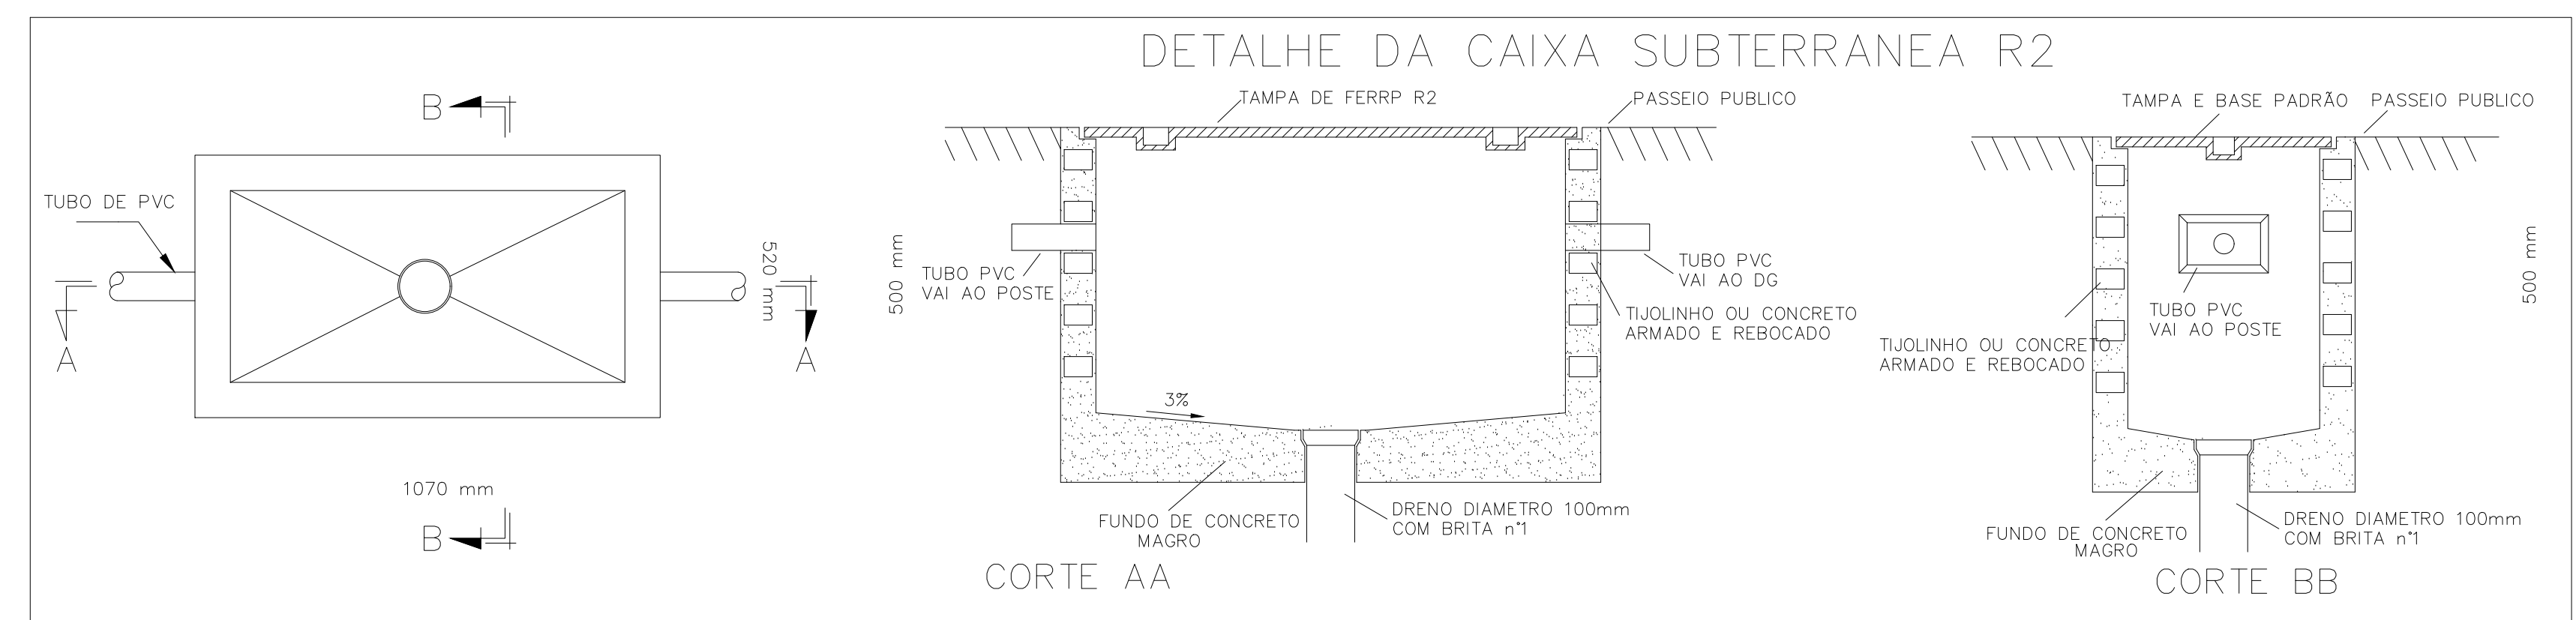 DETALHE DA CAIXA SUBTERRANEA R2
B
TUBO DE PVC
520 mm
A
A
1070 mm
B
TAMPA DE FERRP R2
PASSEIO PUBLICO
500 mm
TUBO PVC
VAI AO POSTE
TUBO PVC
VAI AO DG
TIJOLINHO OU CONCRETO
ARMADO E REBOCADO
3%
FUNDO DE CONCRETO
MAGRO
DRENO DIAMETRO 100mm
COM BRITA n°1
CORTE AA
TAMPA E BASE PADRÃO
PASSEIO PUBLICO
500 mm
TUBO PVC
VAI AO POSTE
TIJOLINHO OU CONCRETO
ARMADO E REBOCADO
FUNDO DE CONCRETO
MAGRO
DRENO DIAMETRO 100mm
COM BRITA n°1
CORTE BB